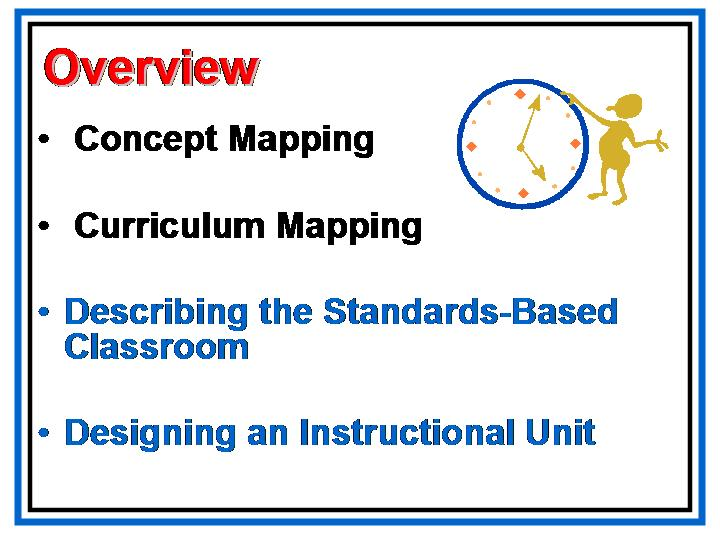 Overview
• Concept Mapping
• Curriculum Mapping
• Describing the Standards-Based
Classroom
• Designing an Instructional Unit